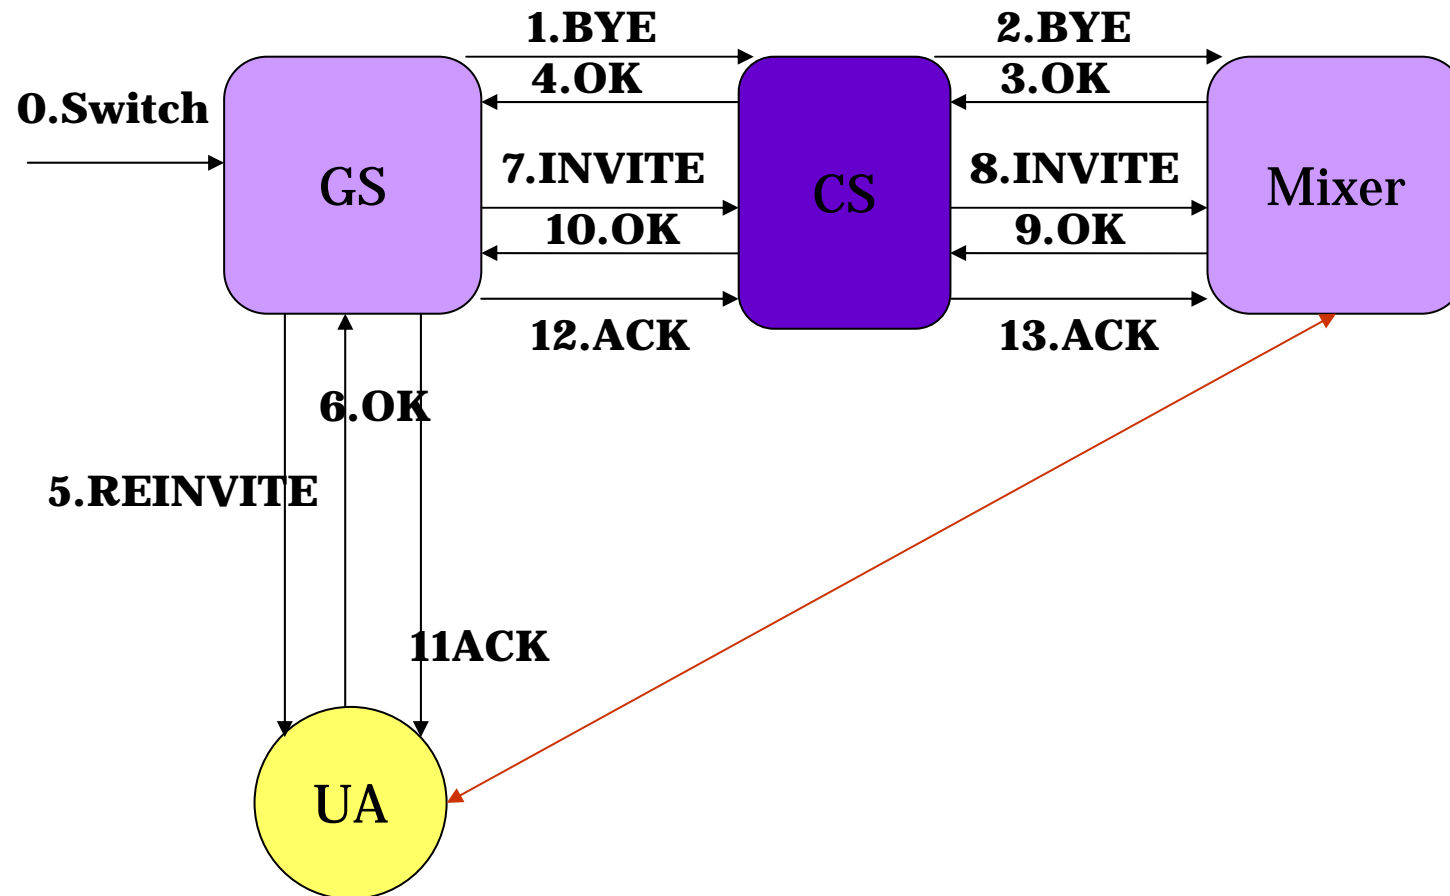 1.BYE
2.BYE
4.OK
3.OK
0.Switch
7.INVITE
8.INVITE
GS
CS
Mixer
10.OK
9.OK
12.ACK
13.ACK
6.OK
5.REINVITE
11ACK
UA